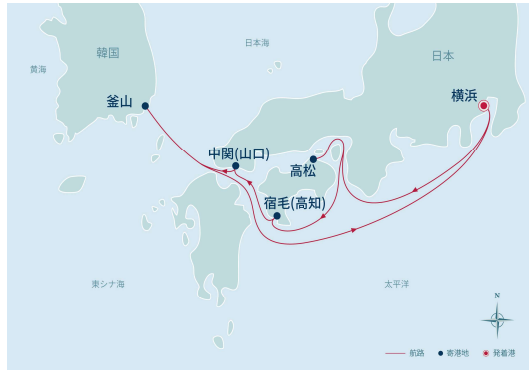 韓国
日本海
日本
黄海
釜山
横浜
中関(山口)
高松
宿毛(高知)
東シナ海
太平洋
N
航路
寄港地
発着港